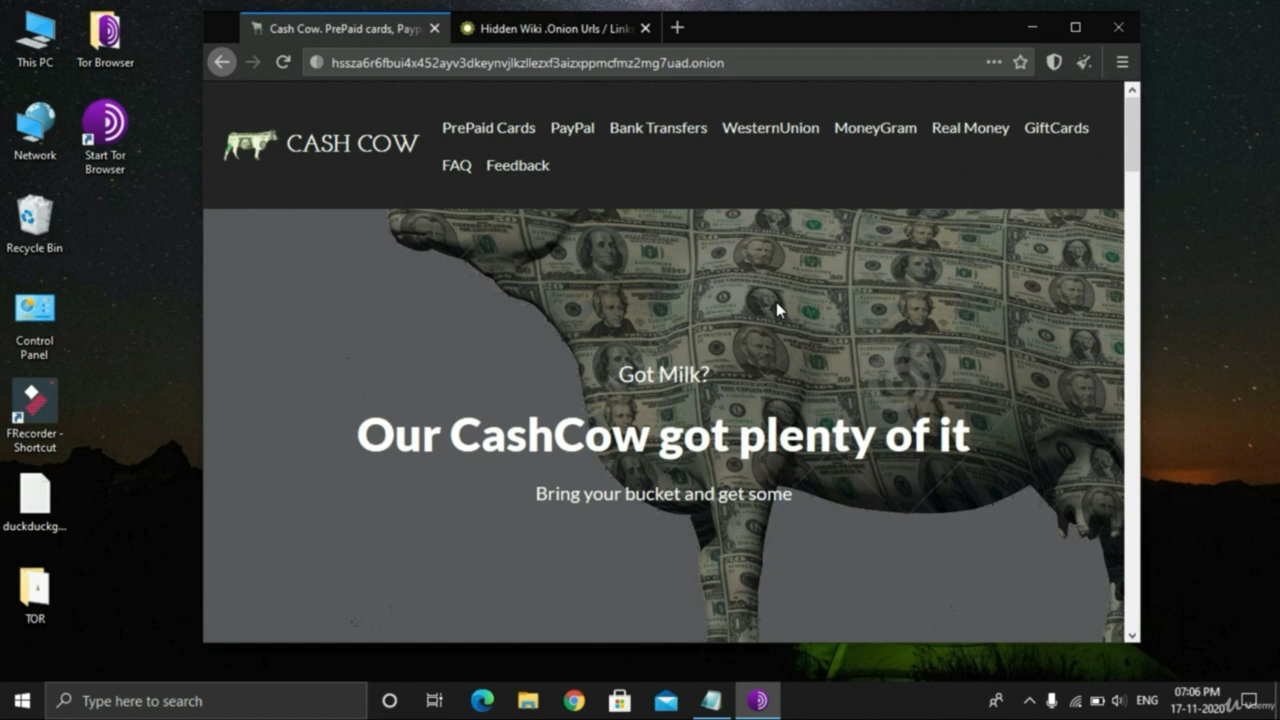 This PC
Tor Browser
Network
Start Tor
Browser
Recycle Bin
Control
Panel
FRecorder -
Shortcut
duckduckg...
TOR
Cash Cow. PrePaid cards, Payp
Hidden Wiki .Onion Urls / Link
hssza6r6fbui4x452ayv3dkeynvjlkzllezxf3aizxppmcfmz2mg7uad.onion
CASH COW
PrePaid Cards PayPal Bank Transfers WesternUnion MoneyGram Real Money GiftCards
FAQ Feedback
Got Milk?
Our CashCow got plenty of it
Bring your bucket and get some
Type here to search
ENG
07:06 PM
17-11-2020
Udemy